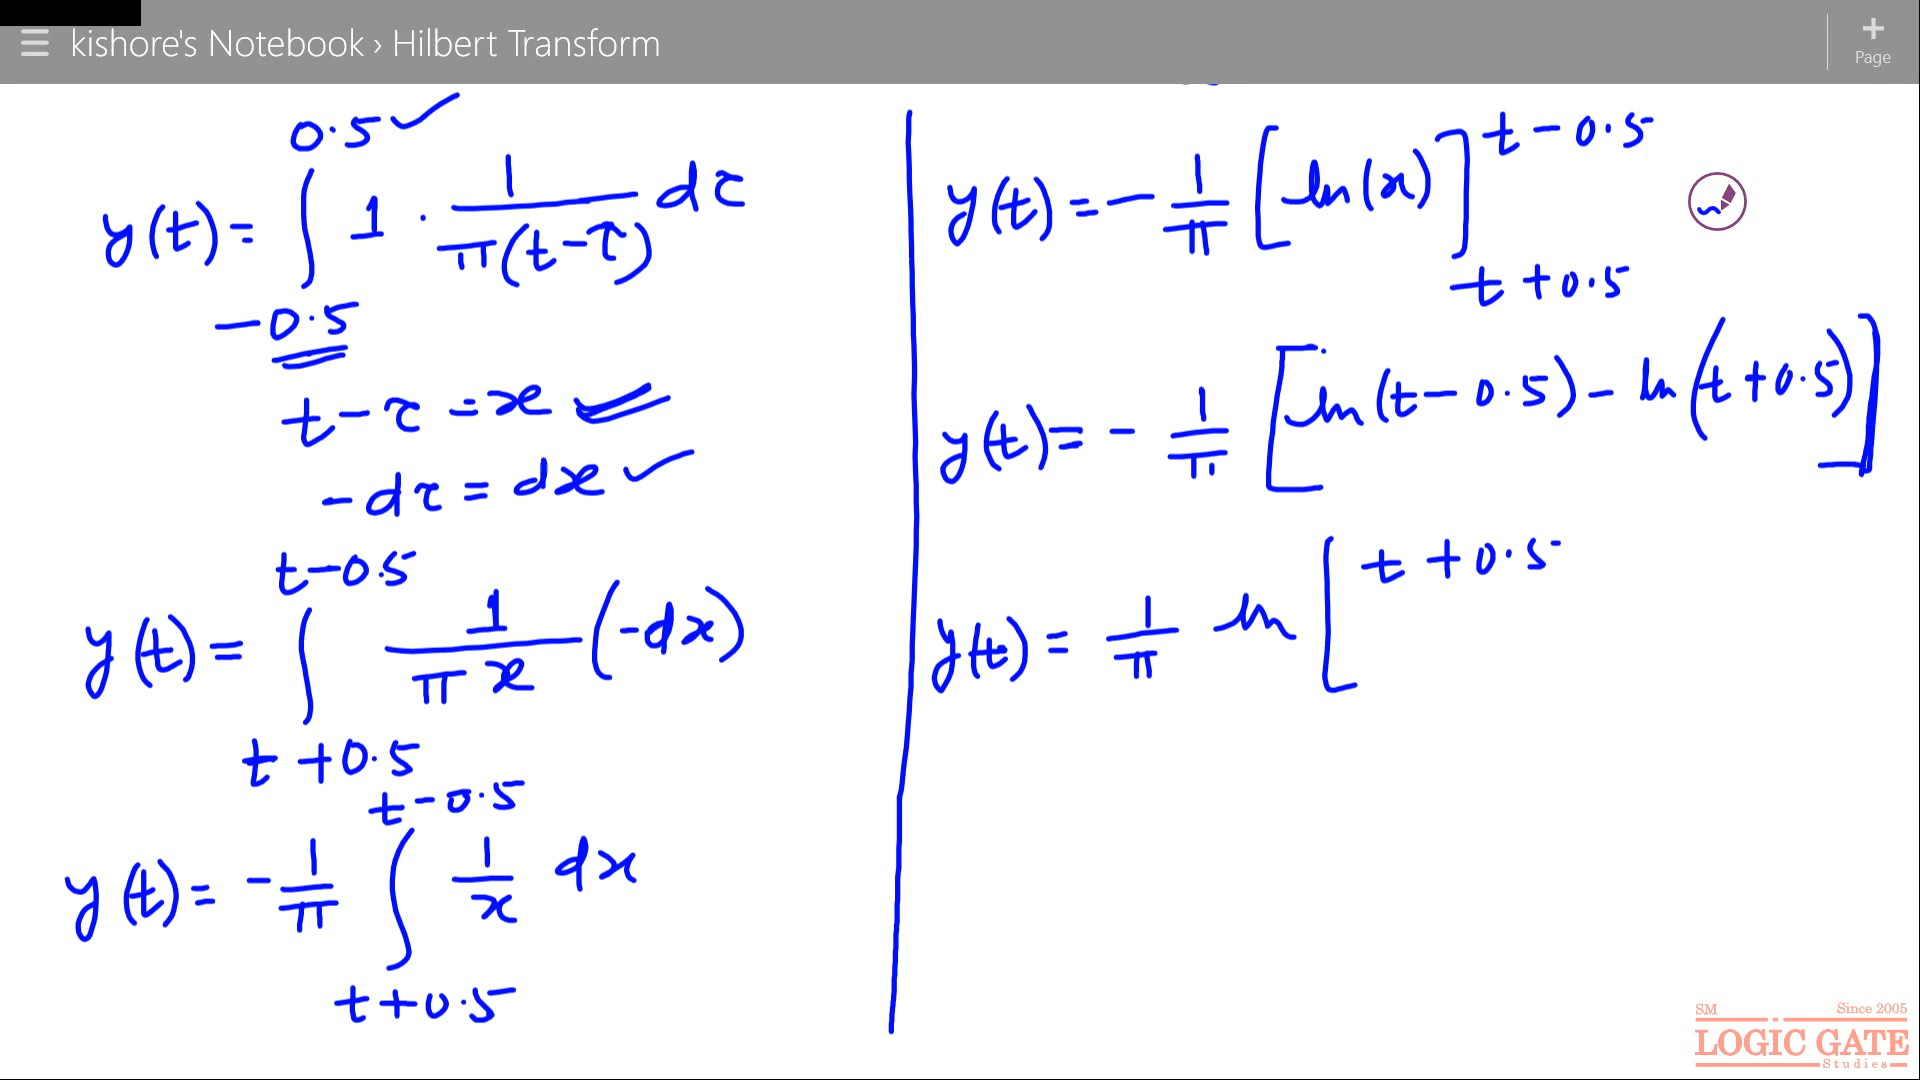 kishore's Notebook › Hilbert Transform
+
Page
0.5 ✓
y(t) = ∫ 1 · 1/π(t-τ) dτ
-0.5
t - τ = x
-dτ = dx ✓
t-0.5
y(t) = ∫ 1/πx (-dx)
t+0.5
t-0.5
y(t) = -1/π ∫ 1/x dx
t+0.5
y(t) = -1/π [ln(x)] t-0.5
t+0.5
y(t) = -1/π [ln(t-0.5) - ln(t+0.5)]
y(t) = 1/π ln [t+0.5
SM Since 2005
LOGIC GATE
Studies